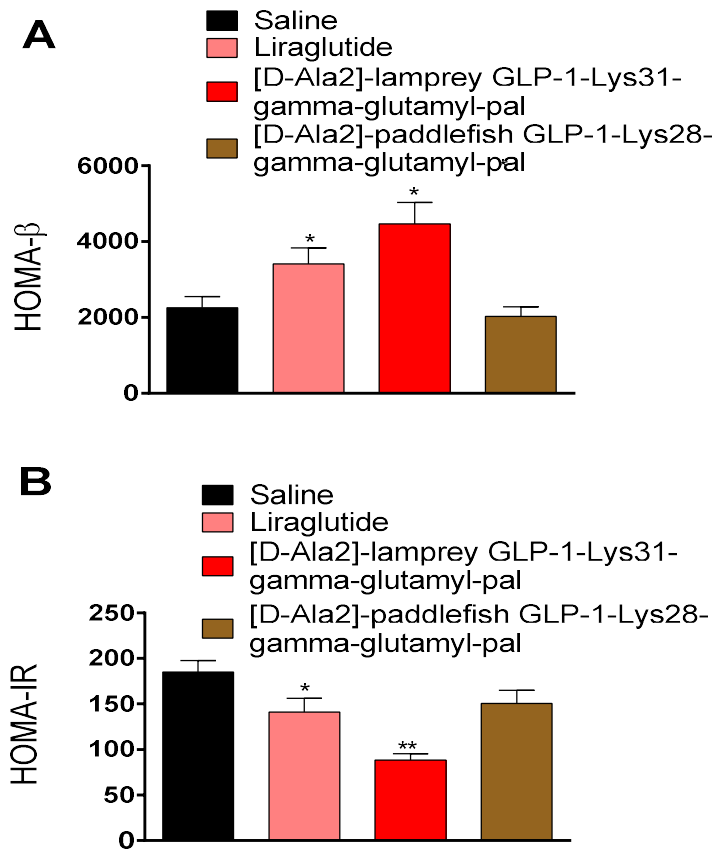 A
Saline
Liraglutide
[D-Ala2]-lamprey GLP-1-Lys31-
gamma-glutamyl-pal
[D-Ala2]-paddlefish GLP-1-Lys28-
gamma-glutamyl-pal
*
6000
4000
2000
0
HOMA-β
*
*
B
Saline
Liraglutide
[D-Ala2]-lamprey GLP-1-Lys31-
gamma-glutamyl-pal
[D-Ala2]-paddlefish GLP-1-Lys28-
gamma-glutamyl-pal
250
200
150
100
50
0
HOMA-IR
*
**